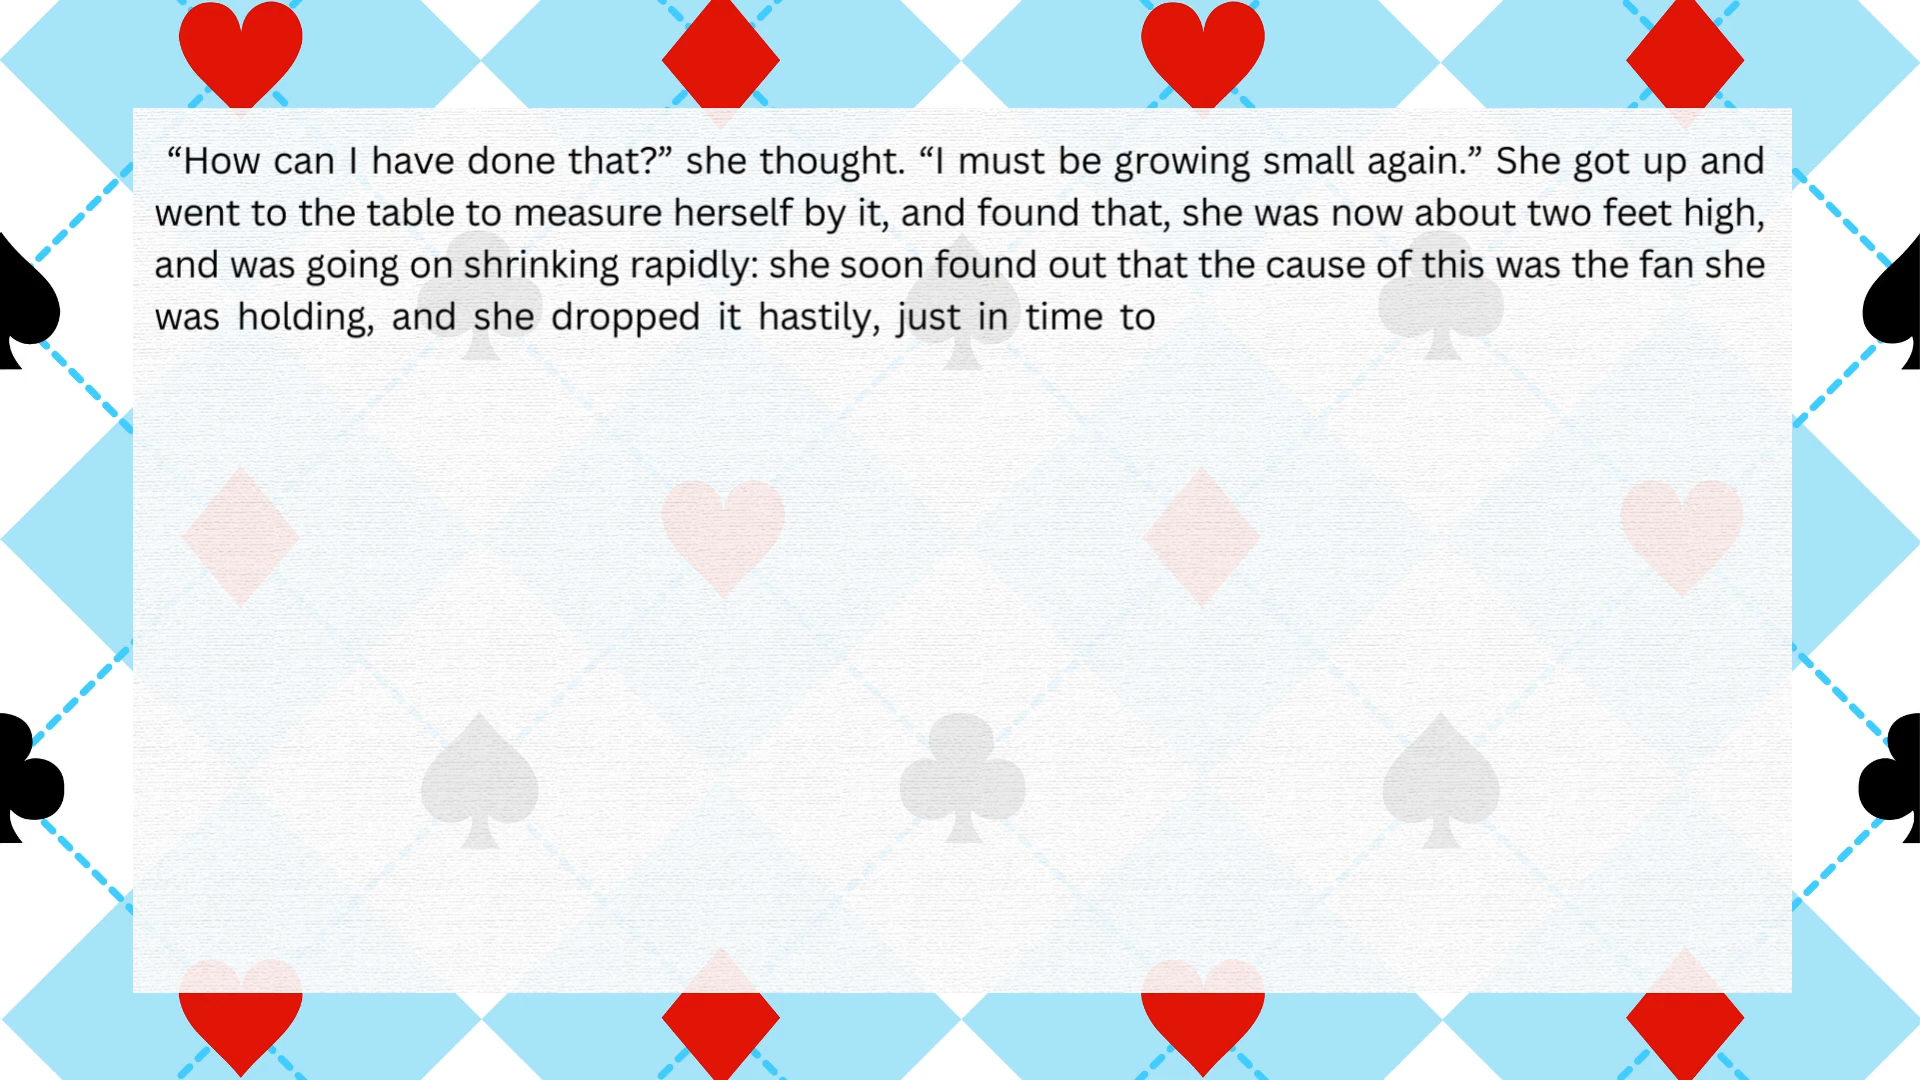 “How can I have done that?” she thought. “I must be growing small again.” She got up and
went to the table to measure herself by it, and found that, she was now about two feet high,
and was going on shrinking rapidly: she soon found out that the cause of this was the fan she
was holding, and she dropped it hastily, just in time to